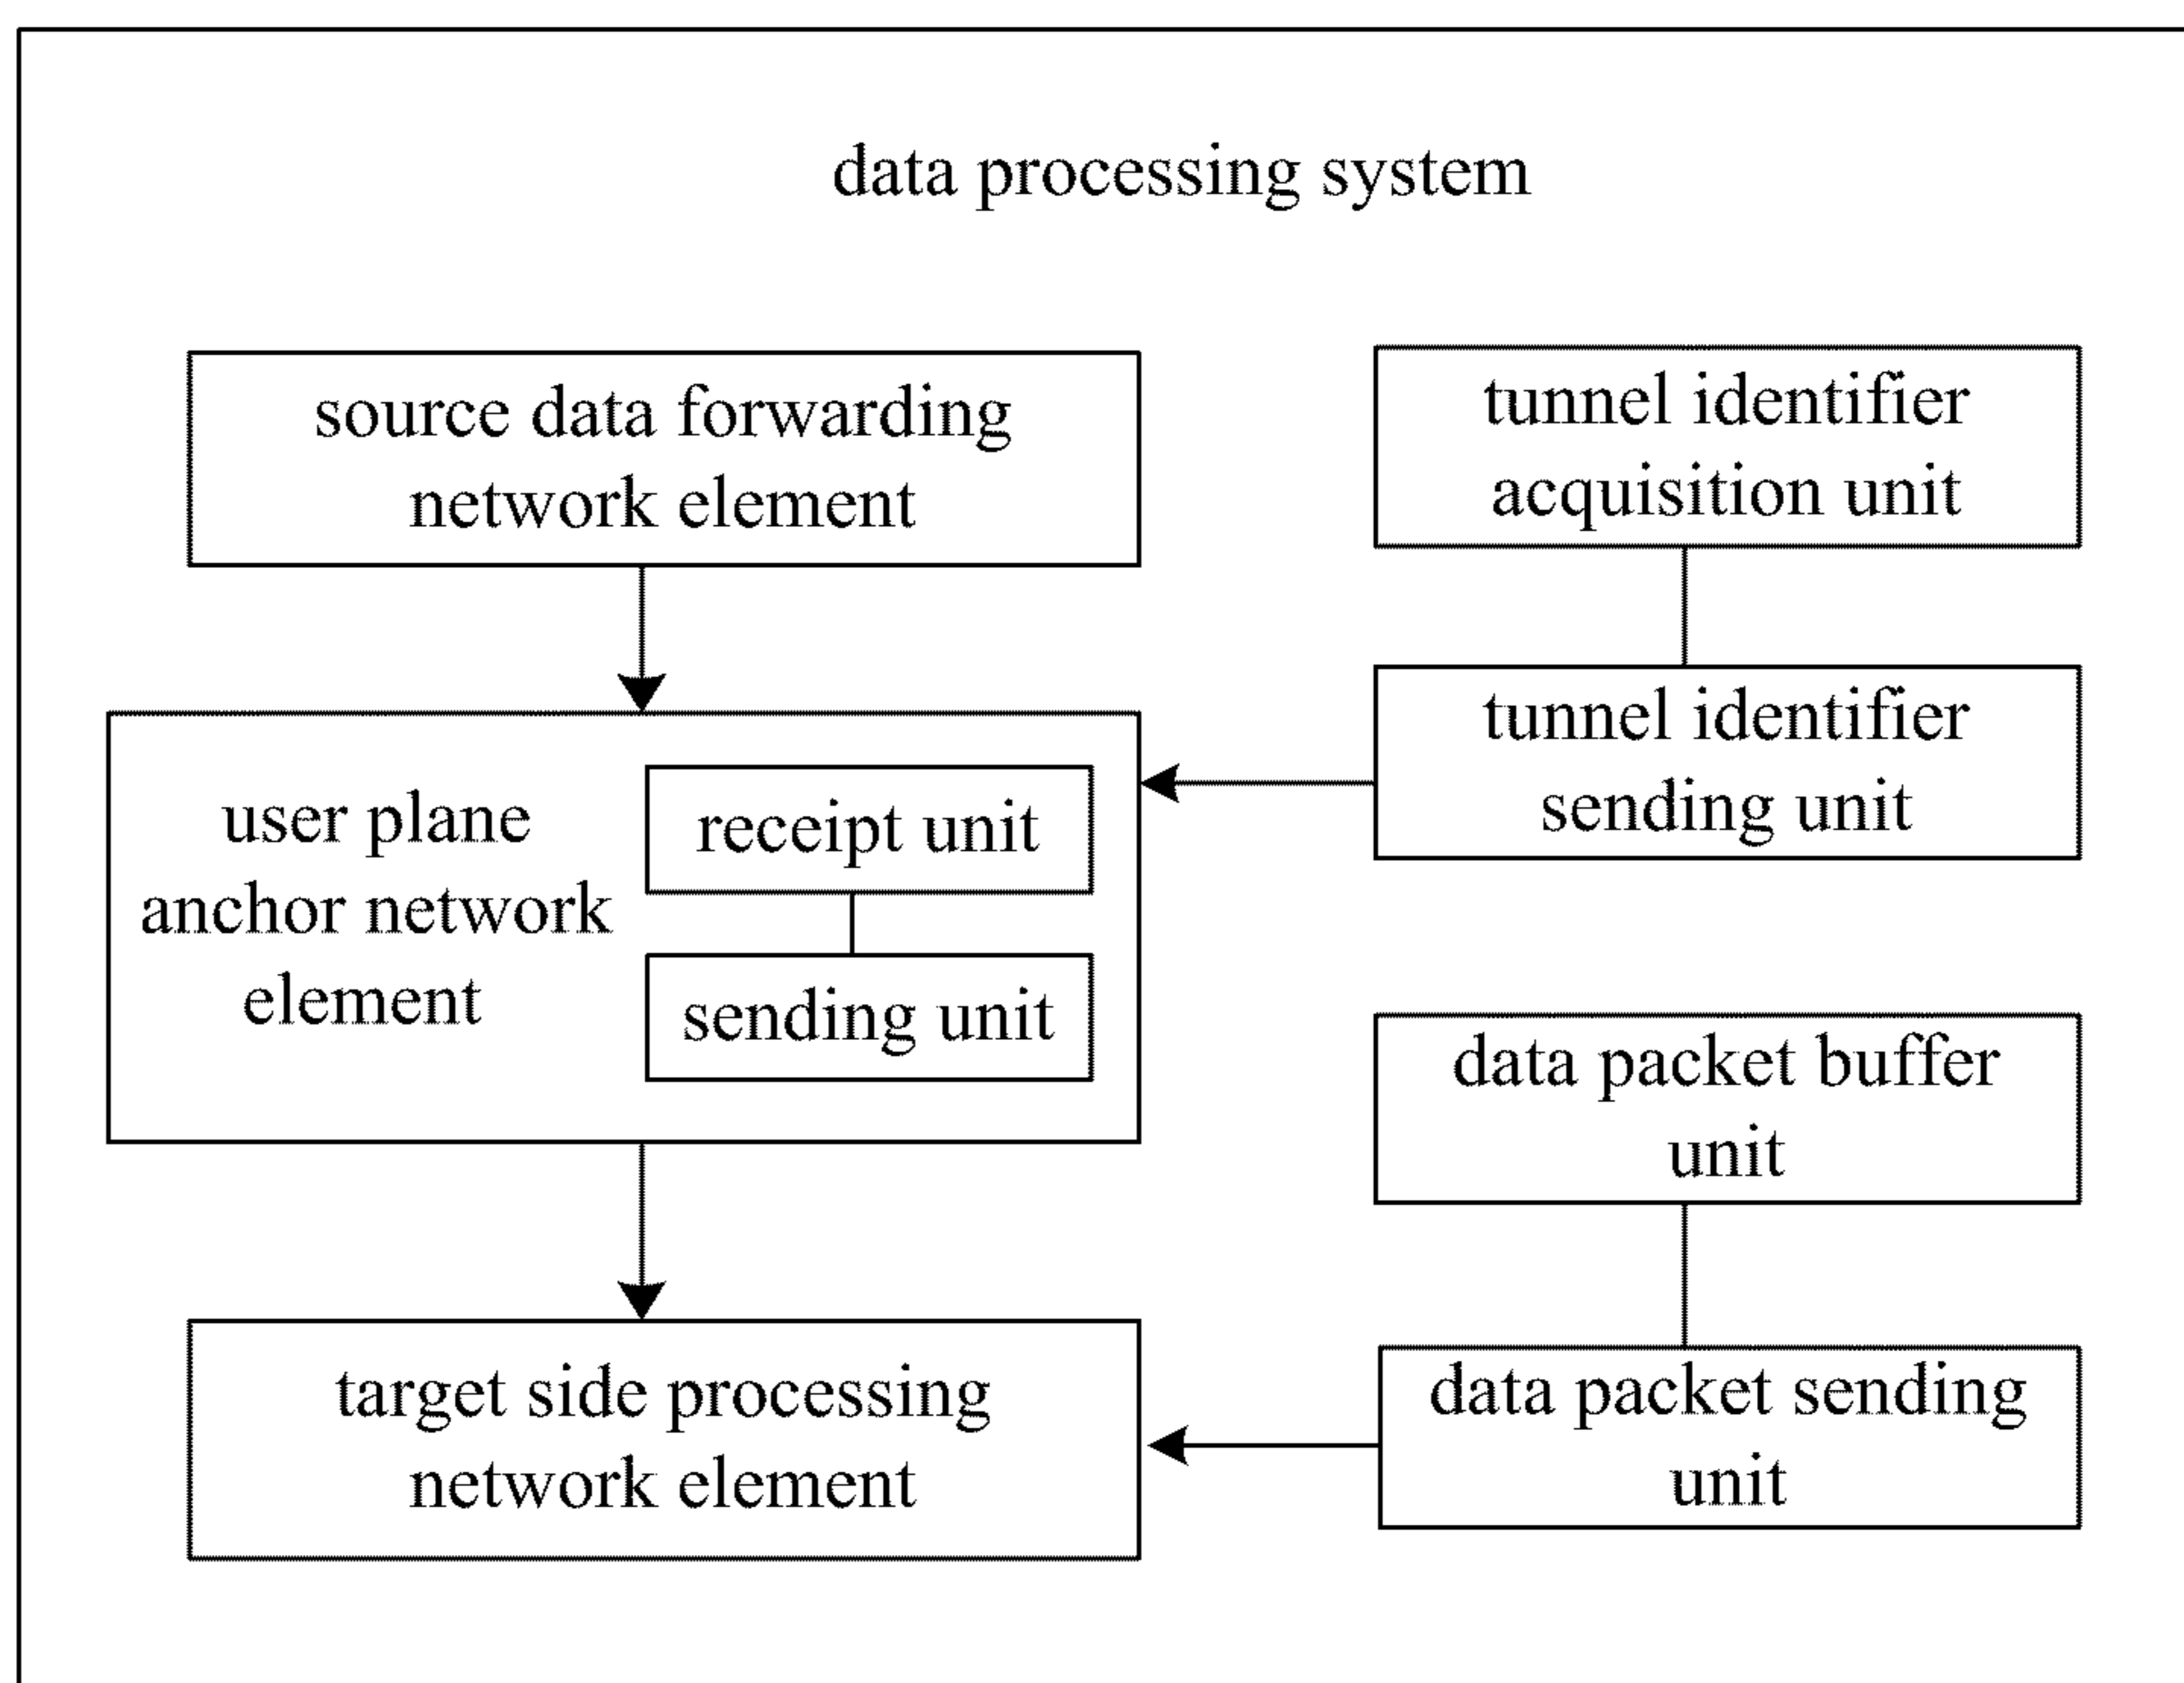 data processing system
source data forwarding
network element
tunnel identifier
acquisition unit
tunnel identifier
sending unit
user plane
anchor network
element
receipt unit
sending unit
data packet buffer
unit
target side processing
network element
data packet sending
unit